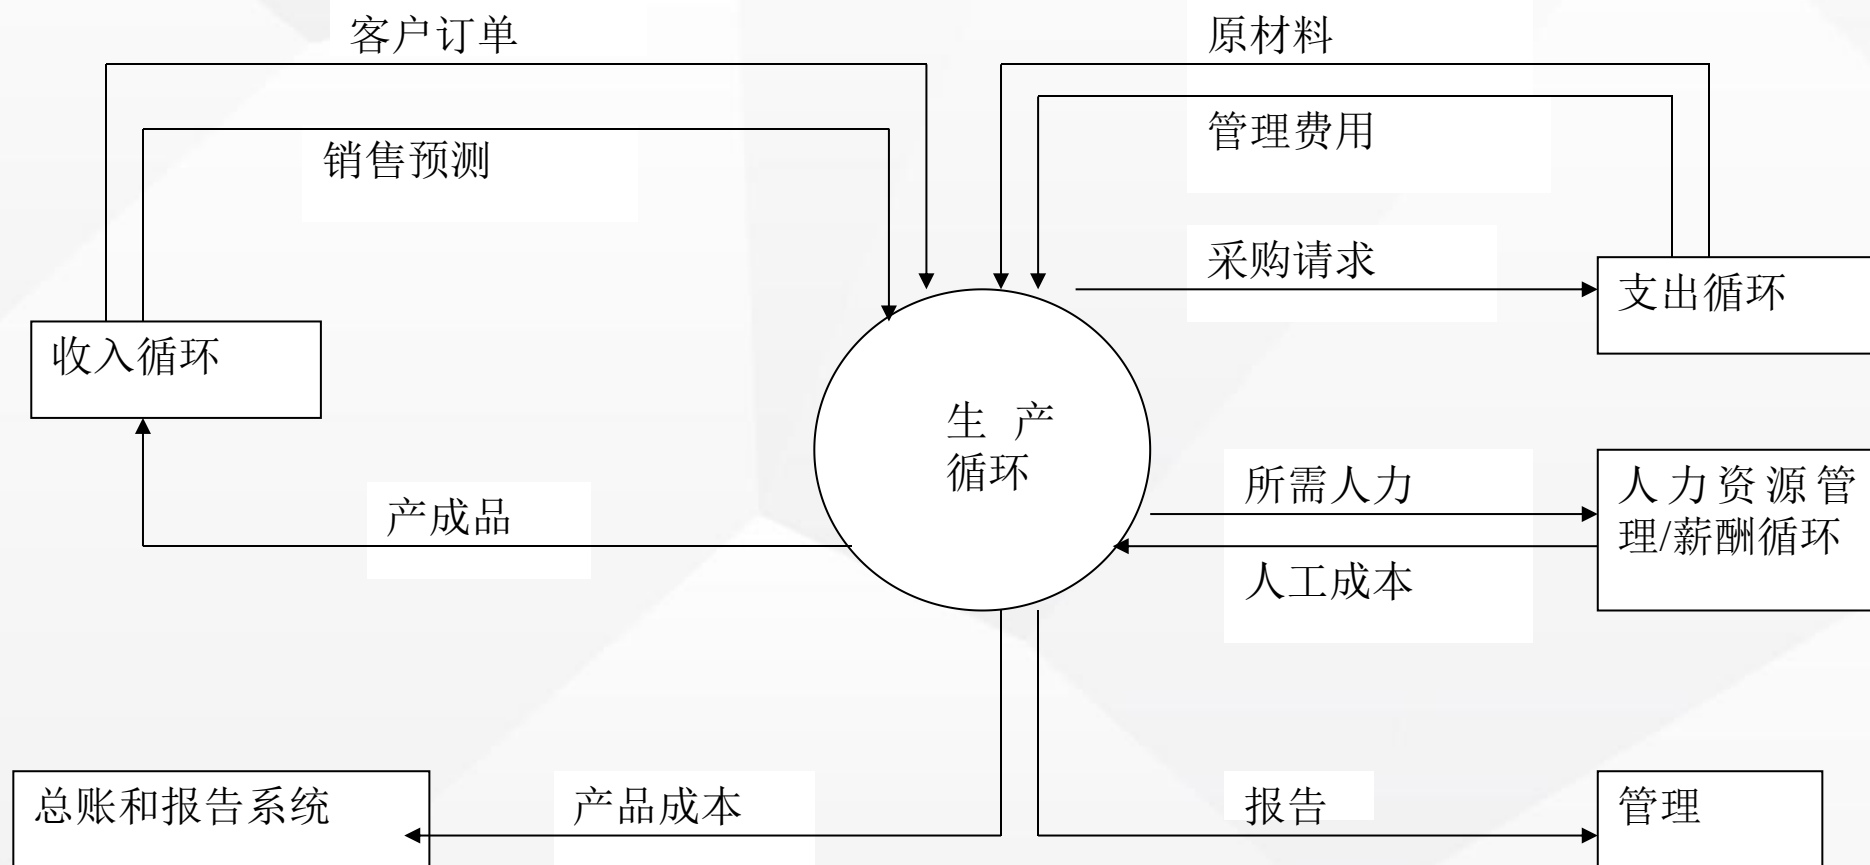 客户订单
原材料
管理费用
销售预测
采购请求
支出循环
收入循环
生 产
循环
所需人力
人力资源管
理/薪酬循环
产成品
人工成本
总账和报告系统
产品成本
报告
管理